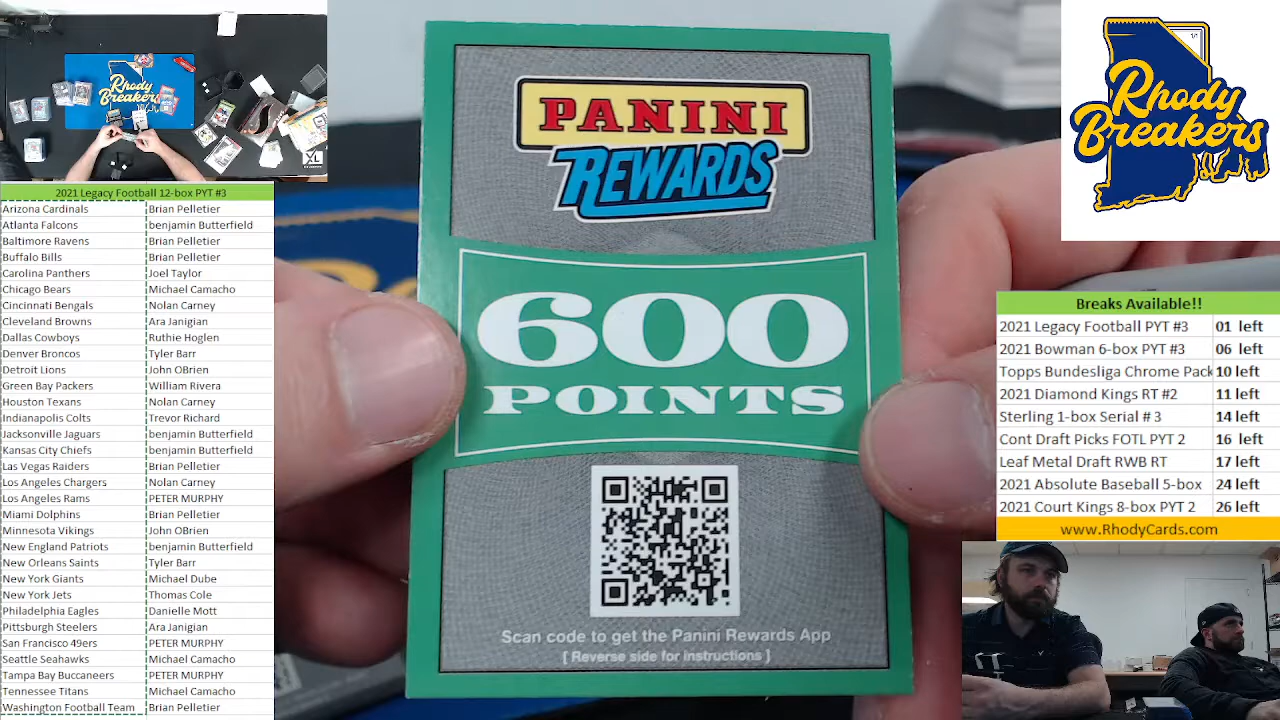 Rhody
Breakers
XL
2021 Legacy Football 12-box PYT #3
Arizona Cardinals Brian Pelletier
Atlanta Falcons benjamin Butterfield
Baltimore Ravens Brian Pelletier
Buffalo Bills Brian Pelletier
Carolina Panthers Joel Taylor
Chicago Bears Michael Camacho
Cincinnati Bengals Nolan Carney
Cleveland Browns Ara Janigian
Dallas Cowboys Ruthie Hoglen
Denver Broncos Tyler Barr
Detroit Lions John OBrien
Green Bay Packers William Rivera
Houston Texans Nolan Carney
Indianapolis Colts Trevor Richard
Jacksonville Jaguars benjamin Butterfield
Kansas City Chiefs benjamin Butterfield
Las Vegas Raiders Brian Pelletier
Los Angeles Chargers Nolan Carney
Los Angeles Rams PETER MURPHY
Miami Dolphins Brian Pelletier
Minnesota Vikings John OBrien
New England Patriots benjamin Butterfield
New Orleans Saints Tyler Barr
New York Giants Michael Dube
New York Jets Thomas Cole
Philadelphia Eagles Danielle Mott
Pittsburgh Steelers Ara Janigian
San Francisco 49ers PETER MURPHY
Seattle Seahawks Michael Camacho
Tampa Bay Buccaneers PETER MURPHY
Tennessee Titans Michael Camacho
Washington Football Team Brian Pelletier
PANINI
REWARDS
600
POINTS
Scan code to get the Panini Rewards App
[ Reverse side for instructions ]
Rhody
Breakers
Breaks Available!!
2021 Legacy Football PYT #3 01 left
2021 Bowman 6-box PYT #3 06 left
Topps Bundesliga Chrome Pack 10 left
2021 Diamond Kings RT #2 11 left
Sterling 1-box Serial # 3 14 left
Cont Draft Picks FOTL PYT 2 16 left
Leaf Metal Draft RWB RT 17 left
2021 Absolute Baseball 5-box 24 left
2021 Court Kings 8-box PYT 2 26 left
www.RhodyCards.com